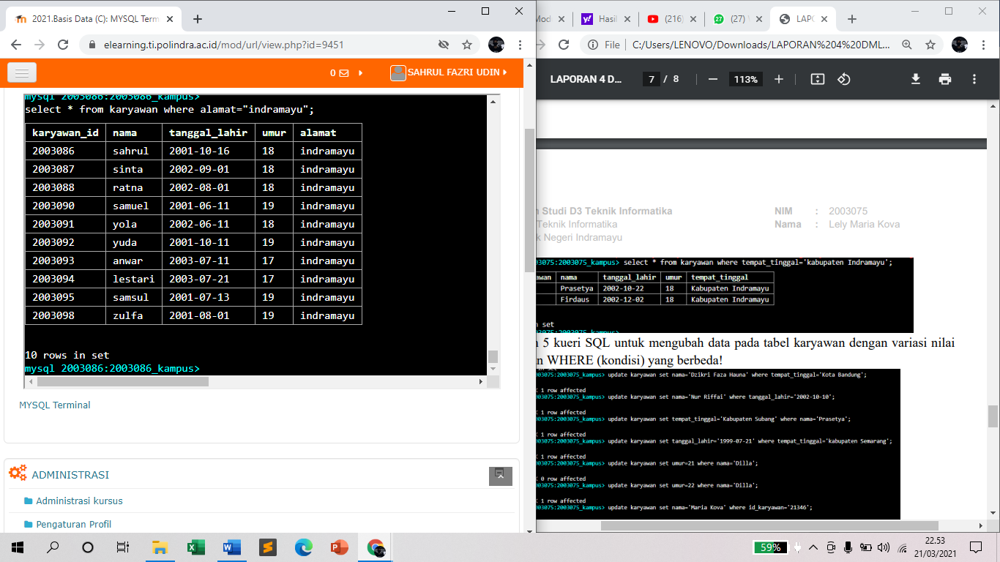 2021.Basis Data (C): MYSQL Term
elearning.ti.polindra.ac.id/mod/url/view.php?id=9451
0
SAHRUL FAZRI UDIN
mysql 2003086:2003086_kampus>
select * from karyawan where alamat="indramayu";
karyawan_id nama tanggal_lahir umur alamat
2003086 sahrul 2001-10-16 18 indramayu
2003087 sinta 2002-09-01 18 indramayu
2003088 ratna 2002-08-01 18 indramayu
2003090 samuel 2001-06-11 19 indramayu
2003091 yola 2002-06-11 18 indramayu
2003092 yuda 2001-10-11 19 indramayu
2003093 anwar 2003-07-11 17 indramayu
2003094 lestari 2003-07-21 17 indramayu
2003095 samsul 2001-07-13 19 indramayu
2003098 zulfa 2001-08-01 19 indramayu
10 rows in set
mysql 2003086:2003086_kampus>
MYSQL Terminal
ADMINISTRASI
Administrasi kursus
Pengaturan Profil
Mod Hasil (216) 27 (27) LAPO
File C:/Users/LENOVO/Downloads/LAPORAN%204%20DML...
LAPORAN 4 D... 7 / 8 113%
n Studi D3 Teknik Informatika NIM : 2003075
Teknik Informatika Nama : Lely Maria Kova
k Negeri Indramayu
03075:2003075_kampus> select * from karyawan where tempat_tinggal='kabupaten Indramayu';
awan nama tanggal_lahir umur tempat_tinggal
Prasetya 2002-10-22 18 Kabupaten Indramayu
Firdaus 2002-12-02 18 Kabupaten Indramayu
n set
n 5 kueri SQL untuk mengubah data pada tabel karyawan dengan variasi nilai
n WHERE (kondisi) yang berbeda!
03075:2003075_kampus> update karyawan set nama='Dzikri Faza Hauna' where tempat_tinggal='Kota Bandung';
K 1 row affected
03075:2003075_kampus> update karyawan set nama='Nur Riffai' where tanggal_lahir='2002-10-10';
K 1 row affected
03075:2003075_kampus> update karyawan set tempat_tinggal='Kabupaten Subang' where nama='Prasetya';
K 1 row affected
03075:2003075_kampus> update karyawan set tanggal_lahir='1999-07-21' where tempat_tinggal='kabupaten Semarang';
K 1 row affected
03075:2003075_kampus> update karyawan set umur=21 where nama='Dilla';
K 0 row affected
03075:2003075_kampus> update karyawan set umur=22 where nama='Dilla';
K 1 row affected
03075:2003075_kampus> update karyawan set nama='Maria Kova' where id_karyawan='21346';
59%
22.53
21/03/2021